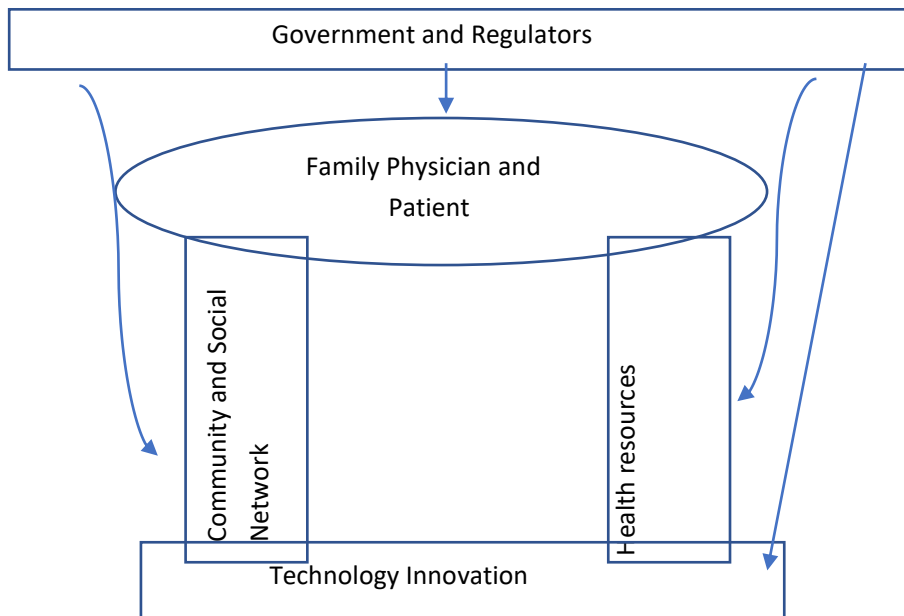 Government and Regulators
Family Physician and
Patient
Community and Social
Network
Health resources
Technology Innovation